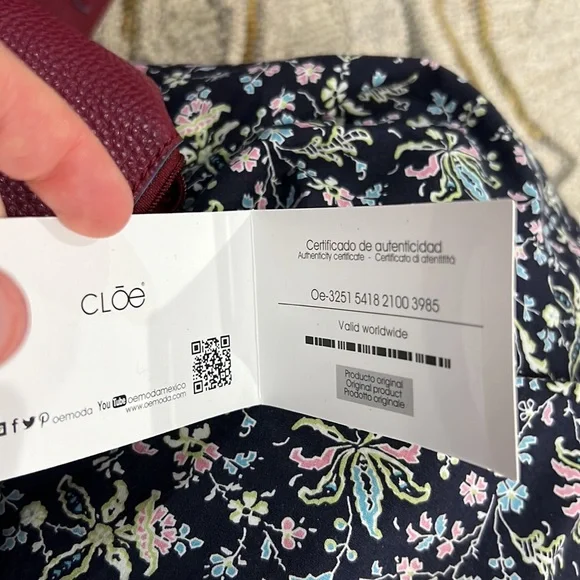 CLōe®
oemoda You Tube oemodamexico
www.oemoda.com
Certificado de autenticidad
Authenticity certificate - Certificato di atentititá
Oe-3251 5418 2100 3985
Valid worldwide
Producto original
Original product
Prodotto originale